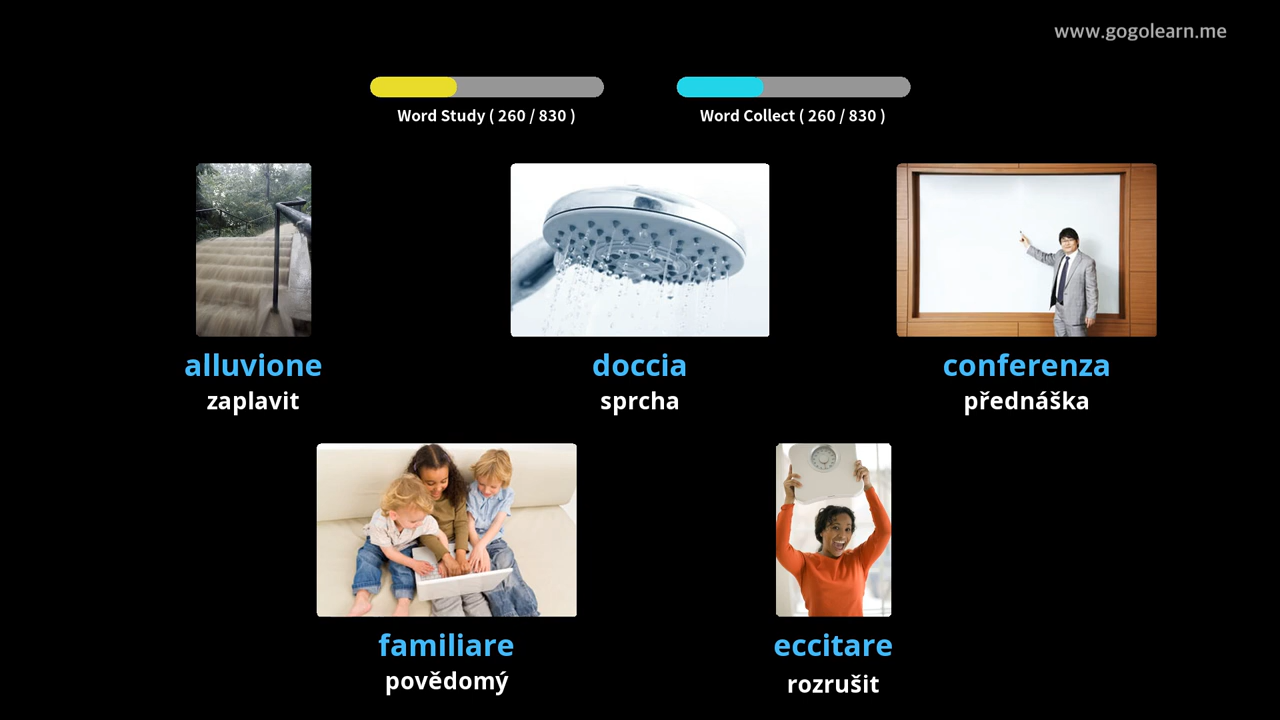 www.gogolearn.me
Word Study ( 260 / 830 )
Word Collect ( 260 / 830 )
alluvione
zaplavit
doccia
sprcha
conferenza
přednáška
familiare
povědomý
eccitare
rozrušit